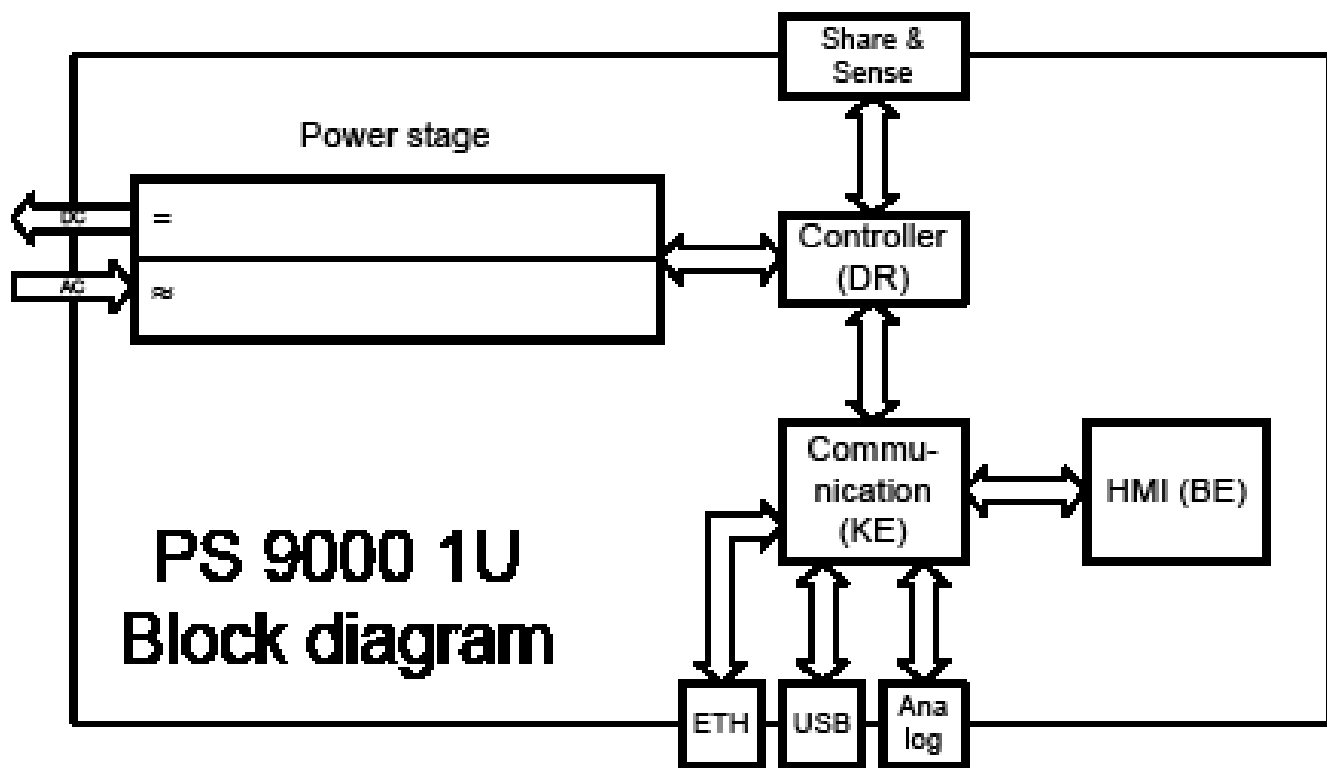 Share &
Sense
Power stage
DC
=
Controller
(DR)
AC
≈
Commu-
nication
(KE)
HMI (BE)
PS 9000 1U
Block diagram
ETH
USB
Ana
log